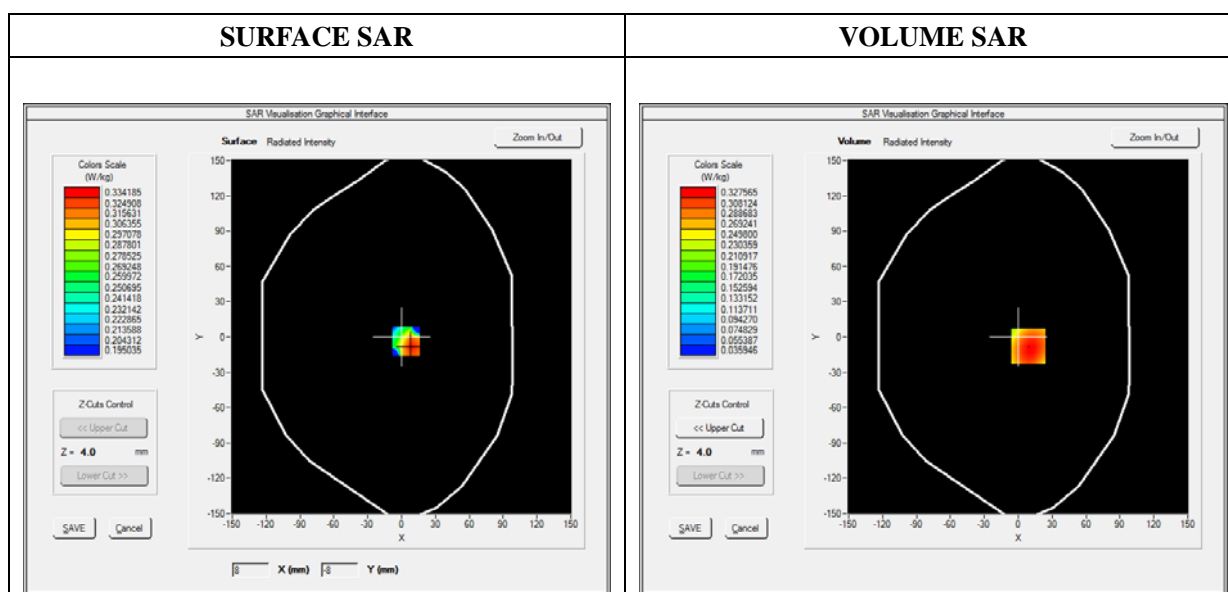 SURFACE SAR
VOLUME SAR
SAR Visualisation Graphical Interface
Surface Radiated Intensity
Zoom In/Out
Colors Scale
(W/kg)
0.334185
0.324908
0.315631
0.306355
0.297078
0.287801
0.278525
0.269248
0.259972
0.250695
0.241418
0.232142
0.222865
0.213588
0.204312
0.195035
150
120
90
60
30
0
-30
-60
-90
-120
-150
Y
-150 -120 -90 -60 -30 0 30 60 90 120 150
X
Z-Cuts Control
<< Upper Cut
Z = 4.0 mm
Lower Cut >>
SAVE Cancel
8 X (mm) -8 Y (mm)
SAR Visualisation Graphical Interface
Volume Radiated Intensity
Zoom In/Out
Colors Scale
(W/kg)
0.327565
0.308124
0.288683
0.269241
0.249800
0.230359
0.210917
0.191476
0.172035
0.152594
0.133152
0.113711
0.094270
0.074829
0.055387
0.035946
150
120
90
60
30
0
-30
-60
-90
-120
-150
Y
-150 -120 -90 -60 -30 0 30 60 90 120 150
X
Z-Cuts Control
<< Upper Cut
Z = 4.0 mm
Lower Cut >>
SAVE Cancel